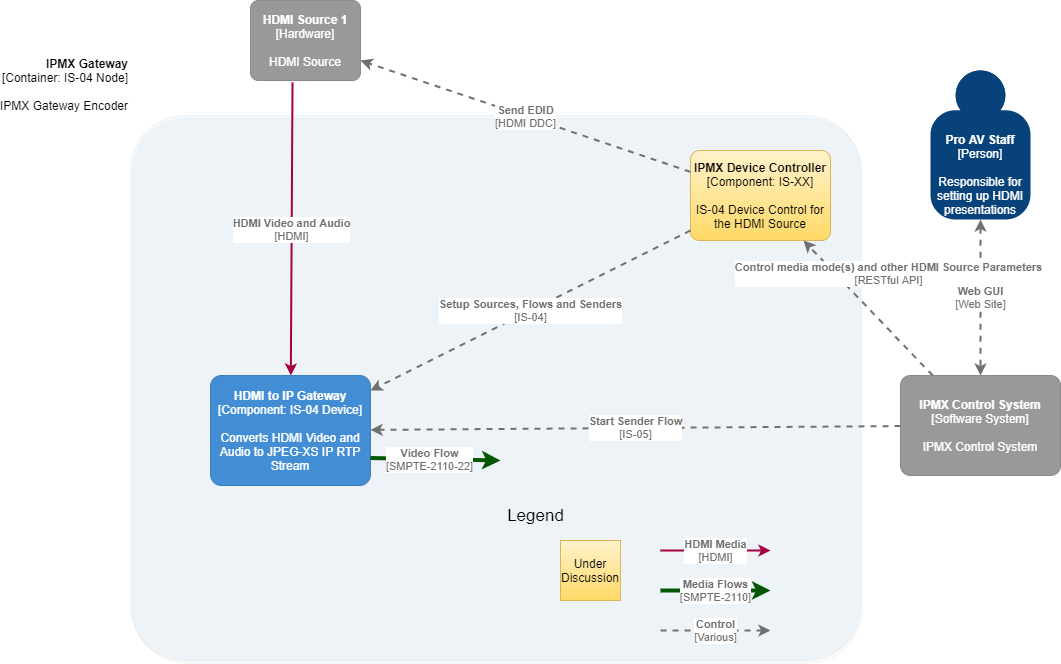 HDMI Source 1
[Hardware]
HDMI Source
IPMX Gateway
[Container: IS-04 Node]
IPMX Gateway Encoder
Send EDID
[HDMI DDC]
Pro AV Staff
[Person]
Responsible for
setting up HDMI
presentations
IPMX Device Controller
[Component: IS-XX]
IS-04 Device Control for
the HDMI Source
HDMI Video and Audio
[HDMI]
Control media mode(s) and other HDMI Source Parameters
[RESTful API]
Web GUI
[Web Site]
Setup Sources, Flows and Senders
[IS-04]
HDMI to IP Gateway
[Component: IS-04 Device]
Converts HDMI Video and
Audio to JPEG-XS IP RTP
Stream
Start Sender Flow
[IS-05]
IPMX Control System
[Software System]
IPMX Control System
Video Flow
[SMPTE-2110-22]
Legend
Under
Discussion
HDMI Media
[HDMI]
Media Flows
[SMPTE-2110]
Control
[Various]